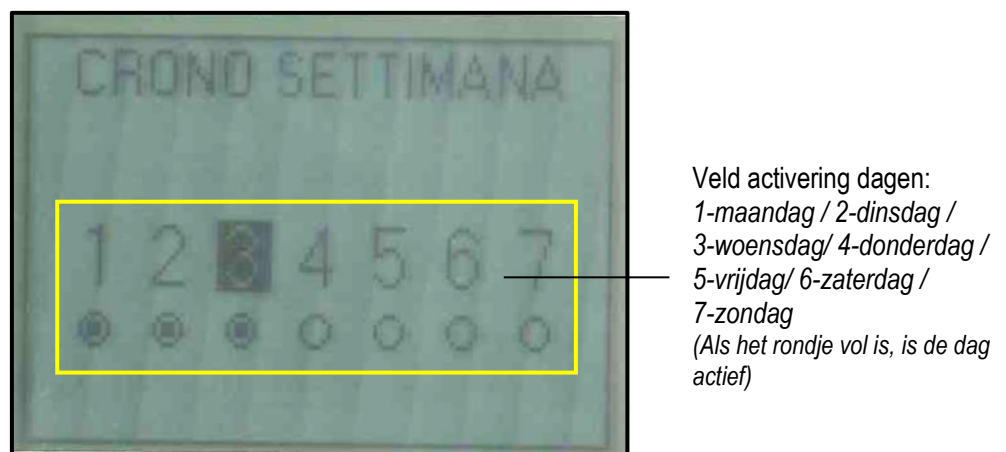 CRONO SETTIMANA
1 2 3 4 5 6 7
Veld activering dagen:
1-maandag / 2-dinsdag /
3-woensdag/ 4-donderdag /
5-vrijdag/ 6-zaterdag /
7-zondag
(Als het rondje vol is, is de dag
actief)